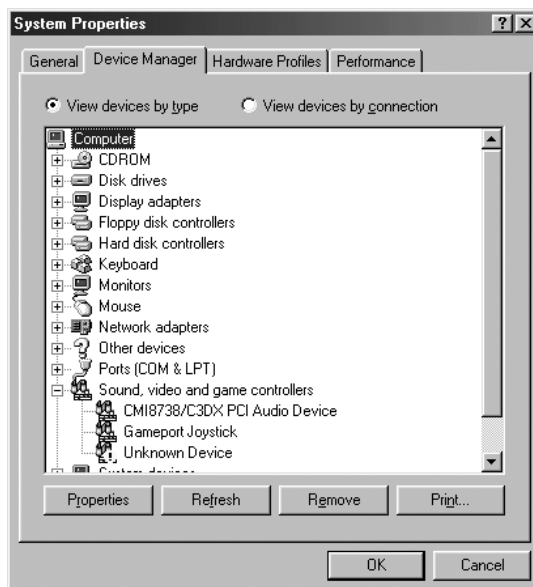 System Properties
General Device Manager Hardware Profiles Performance
View devices by type View devices by connection
Computer
CDROM
Disk drives
Display adapters
Floppy disk controllers
Hard disk controllers
Keyboard
Monitors
Mouse
Network adapters
Other devices
Ports (COM & LPT)
Sound, video and game controllers
CMI8738/C3DX PCI Audio Device
Gameport Joystick
Unknown Device
System devices
Properties Refresh Remove Print...
OK Cancel